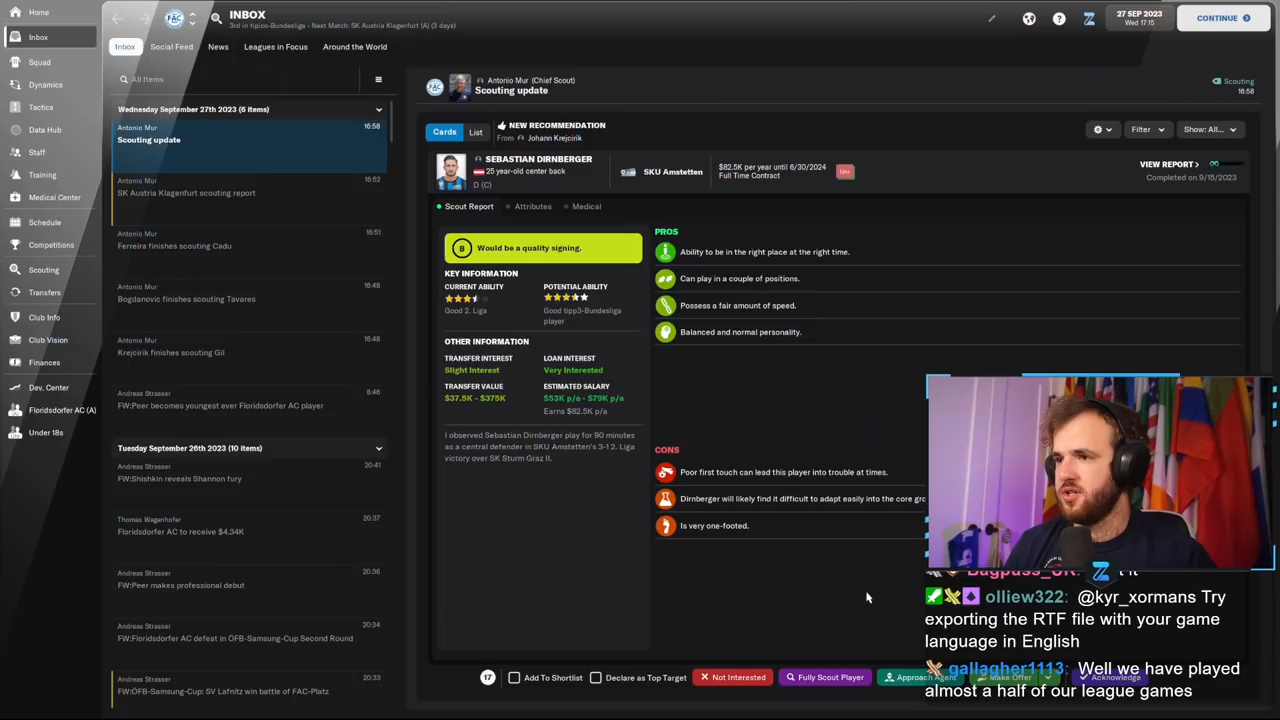 Home
Inbox
Squad
Dynamics
Tactics
Data Hub
Staff
Training
Medical Center
Schedule
Competitions
Scouting
Transfers
Club Info
Club Vision
Finances
Dev. Center
Floridsdorfer AC (A)
Under 18s
FAC
INBOX
3rd in tipico-Bundesliga - Next Match: SK Austria Klagenfurt (A) (3 days)
27 SEP 2023
Wed 17:15
CONTINUE
Inbox
Social Feed
News
Leagues in Focus
Around the World
All Items
Wednesday September 27th 2023 (6 items)
Antonio Mur 16:58
Scouting update
Antonio Mur 16:52
SK Austria Klagenfurt scouting report
Antonio Mur 16:51
Ferreira finishes scouting Cadu
Antonio Mur 16:48
Bogdanovic finishes scouting Tavares
Antonio Mur 16:48
Krejcirik finishes scouting Gil
Andreas Strasser 8:46
FW:Peer becomes youngest ever Floridsdorfer AC player
Tuesday September 26th 2023 (10 items)
Andreas Strasser 20:41
FW:Shishkin reveals Shannon fury
Thomas Wagenhofer 20:37
Floridsdorfer AC to receive $4.34K
Andreas Strasser 20:36
FW:Peer makes professional debut
Andreas Strasser 20:34
FW:Floridsdorfer AC defeat in ÖFB-Samsung-Cup Second Round
Andreas Strasser 20:33
FW:ÖFB-Samsung-Cup: SV Lafnitz win battle of FAC-Platz
FAC
Antonio Mur (Chief Scout)
Scouting update
Scouting
16:58
Cards
List
NEW RECOMMENDATION
From Johann Krejcirik
Filter
Show: All...
SEBASTIAN DIRNBERGER
25 year-old center back
D (C)
SKU Amstetten
$82.5K per year until 6/30/2024
Full Time Contract
Unr
VIEW REPORT >
Completed on 9/15/2023
Scout Report
Attributes
Medical
B Would be a quality signing.
KEY INFORMATION
CURRENT ABILITY
Good 2. Liga
POTENTIAL ABILITY
Good tipp3-Bundesliga
player
OTHER INFORMATION
TRANSFER INTEREST
Slight Interest
LOAN INTEREST
Very Interested
TRANSFER VALUE
$37.5K - $375K
ESTIMATED SALARY
$53K p/a - $79K p/a
Earns $82.5K p/a
I observed Sebastian Dirnberger play for 90 minutes
as a central defender in SKU Amstetten's 3-1 2. Liga
victory over SK Sturm Graz II.
PROS
Ability to be in the right place at the right time.
Can play in a couple of positions.
Possess a fair amount of speed.
Balanced and normal personality.
CONS
Poor first touch can lead this player into trouble at times.
Dirnberger will likely find it difficult to adapt easily into the core gro
Is very one-footed.
Bagpuss_UK: t it
olliew322: @kyr_xormans Try
exporting the RTF file with your game
language in English
gallagher1113: Well we have played
almost a half of our league games
17
Add To Shortlist
Declare as Top Target
Not Interested
Fully Scout Player
Approach Agent
Make Offer
Acknowledge